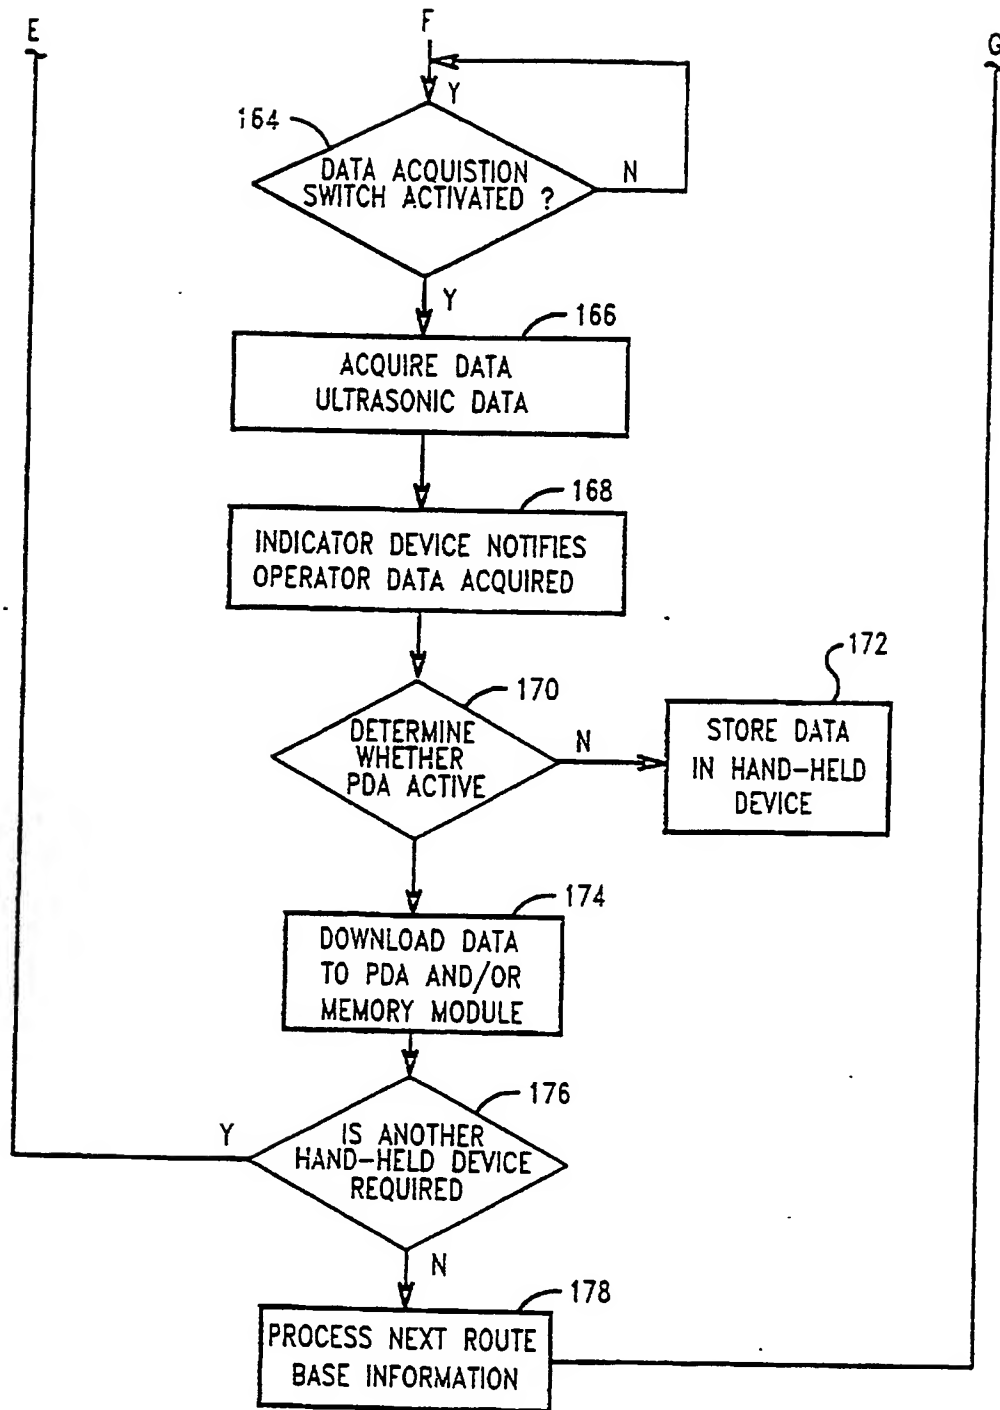 E
F
G
Y
164
DATA ACQUISTION
SWITCH ACTIVATED ?
N
Y
166
ACQUIRE DATA
ULTRASONIC DATA
168
INDICATOR DEVICE NOTIFIES
OPERATOR DATA ACQUIRED
170
DETERMINE
WHETHER
PDA ACTIVE
N
172
STORE DATA
IN HAND-HELD
DEVICE
174
DOWNLOAD DATA
TO PDA AND/OR
MEMORY MODULE
176
Y
IS ANOTHER
HAND-HELD DEVICE
REQUIRED
N
178
PROCESS NEXT ROUTE
BASE INFORMATION